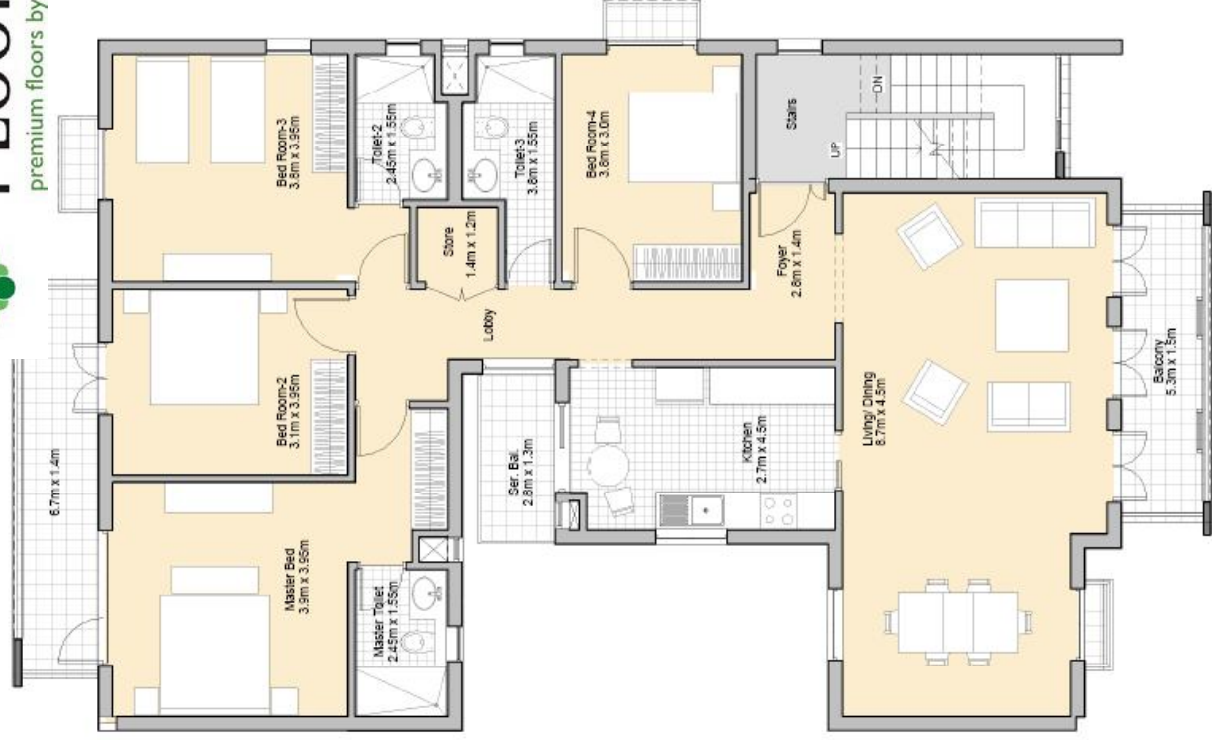 premium floors by
Bed Room-3
3.8m x 3.95m
Toilet-2
2.45m x 1.55m
Toilet-3
3.8m x 1.55m
Bed Room-4
3.8m x 3.0m
Stairs
DN
UP
Store
1.4m x 1.2m
Foyer
2.8m x 1.4m
Lobby
Bed Room-2
3.1m x 3.95m
Living/ Dining
8.7m x 4.5m
Balcony
5.3m x 1.5m
Kitchen
2.7m x 4.5m
Ser. Bal.
2.8m x 1.3m
6.7m x 1.4m
Master Bed
3.9m x 3.95m
Master Toilet
2.45m x 1.55m